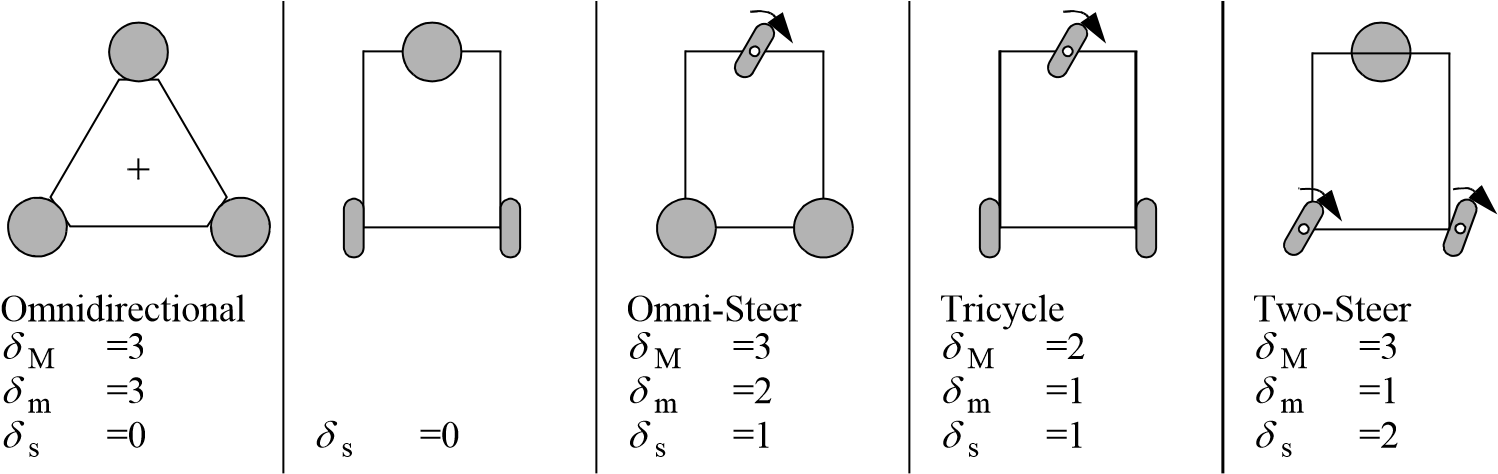 Omnidirectional
δM =3
δm =3
δs =0
δs =0
Omni-Steer
δM =3
δm =2
δs =1
Tricycle
δM =2
δm =1
δs =1
Two-Steer
δM =3
δm =1
δs =2